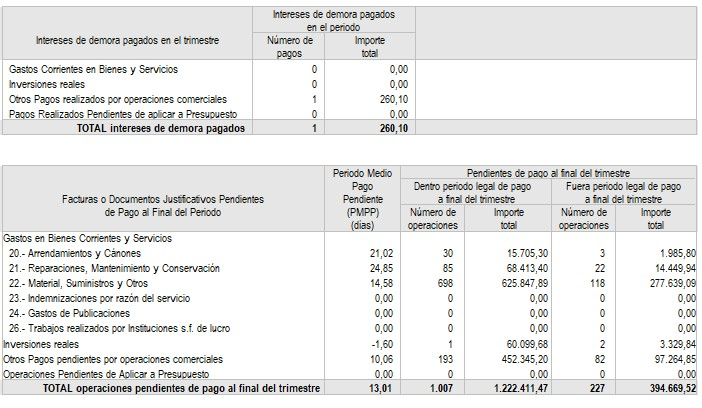 Intereses de demora pagados en el trimestre
Intereses de demora pagados
en el periodo
Número de
pagos
Importe
total
Gastos Corrientes en Bienes y Servicios 0 0,00
Inversiones reales 0 0,00
Otros Pagos realizados por operaciones comerciales 1 260,10
Pagos Realizados Pendientes de aplicar a Presupuesto 0 0,00
TOTAL intereses de demora pagados 1 260,10
Facturas o Documentos Justificativos Pendientes
de Pago al Final del Periodo
Periodo Medio
Pago
Pendiente
(PMPP)
(días)
Pendientes de pago al final del trimestre
Dentro periodo legal de pago
a final del trimestre
Fuera periodo legal de pago
a final del trimestre
Número de
operaciones
Importe
total
Número de
operaciones
Importe
total
Gastos en Bienes Corrientes y Servicios
20.- Arrendamientos y Cánones 21,02 30 15.705,30 3 1.985,80
21.- Reparaciones, Mantenimiento y Conservación 24,85 85 68.413,40 22 14.449,94
22.- Material, Suministros y Otros 14,58 698 625.847,89 118 277.639,09
23.- Indemnizaciones por razón del servicio 0,00 0 0,00 0 0,00
24.- Gastos de Publicaciones 0,00 0 0,00 0 0,00
26.- Trabajos realizados por Instituciones s.f. de lucro 0,00 0 0,00 0 0,00
Inversiones reales -1,60 1 60.099,68 2 3.329,84
Otros Pagos pendientes por operaciones comerciales 10,06 193 452.345,20 82 97.264,85
Operaciones Pendientes de Aplicar a Presupuesto 0,00 0 0,00 0 0,00
TOTAL operaciones pendientes de pago al final del trimestre 13,01 1.007 1.222.411,47 227 394.669,52